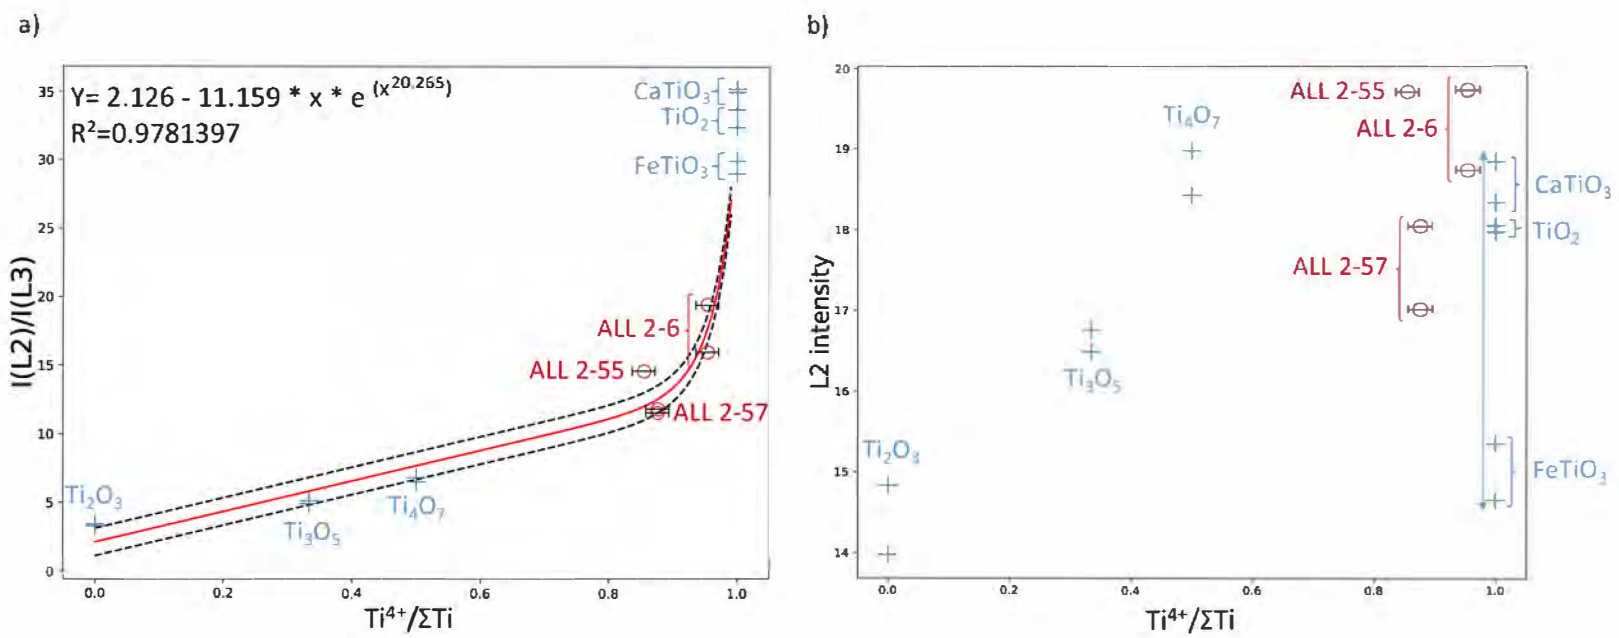 a)
Y= 2.126 - 11.159 * x * e (x^20.265)
R²=0.9781397
CaTiO₃
TiO₂
FeTiO₃
ALL 2-6
ALL 2-55
ALL 2-57
Ti₂O₃
Ti₃O₅
Ti₄O₇
I(L2)/I(L3)
35
30
25
20
15
10
5
0
0.0 0.2 0.4 0.6 0.8 1.0
Ti⁴⁺/ΣTi
b)
ALL 2-55
Ti₄O₇
ALL 2-6
CaTiO₃
TiO₂
ALL 2-57
Ti₃O₅
Ti₂O₃
FeTiO₃
L2 intensity
20
19
18
17
16
15
14
0.0 0.2 0.4 0.6 0.8 1.0
Ti⁴⁺/ΣTi